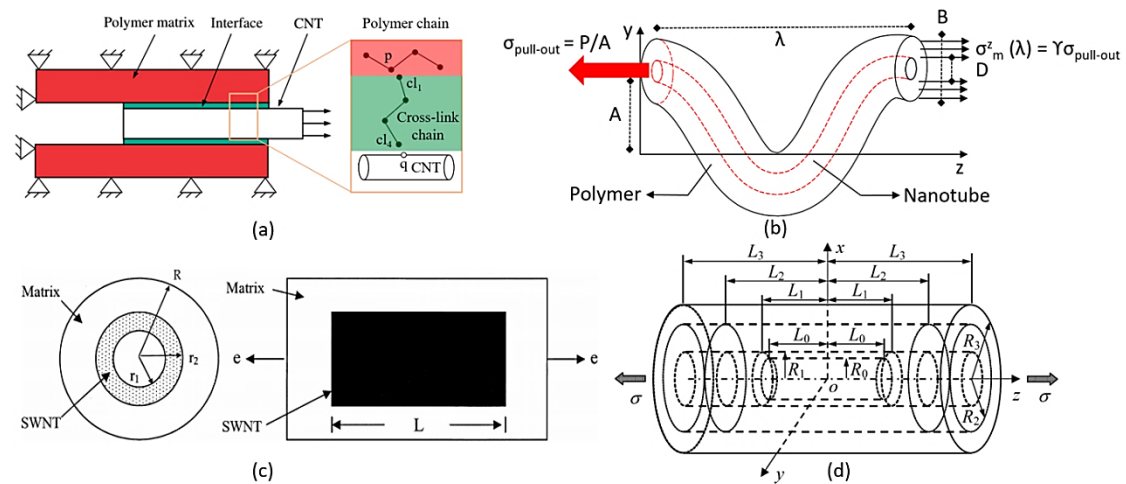 Polymer matrix
Interface
CNT
Polymer chain
p
cl1
Cross-link
chain
cl4
q CNT
(a)
σpull-out = P/A
y
λ
B
σzm (λ) = ϒσpull-out
D
A
z
Polymer
Nanotube
(b)
Matrix
R
r2
r1
SWNT
Matrix
e
e
SWNT
L
(c)
x
L3
L3
L2
L2
L1
L1
L0
L0
R1
R0
R3
R2
o
z
σ
σ
y
(d)